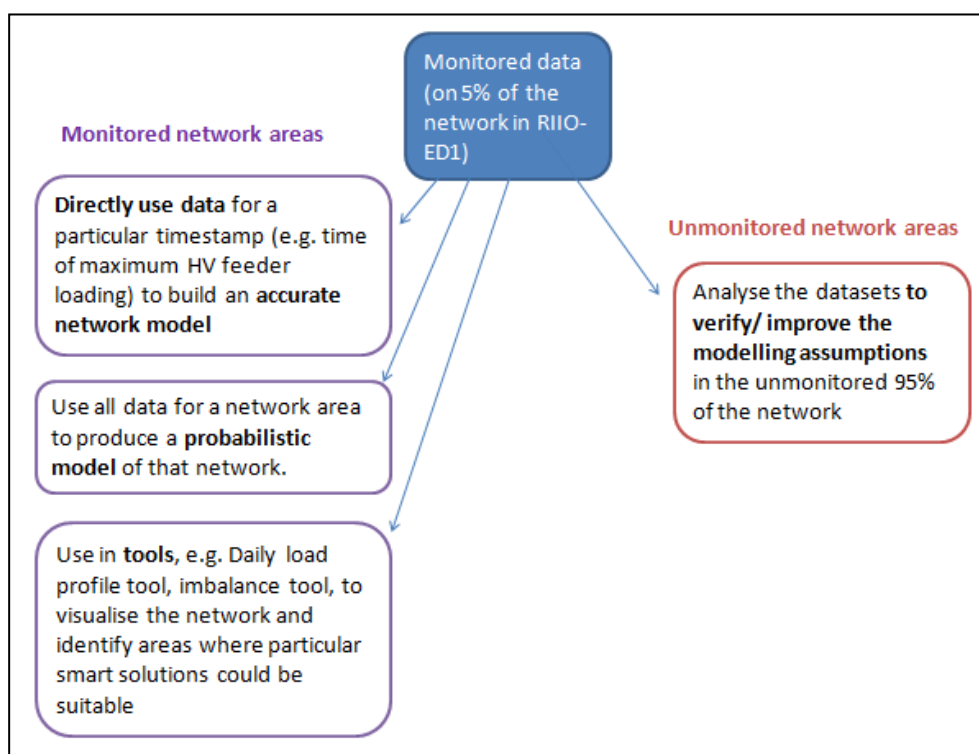 Monitored data
(on 5% of the
network in RIIO-
ED1)
Monitored network areas
Directly use data for a
particular timestamp (e.g. time
of maximum HV feeder
loading) to build an accurate
network model
Use all data for a network area
to produce a probabilistic
model of that network.
Use in tools, e.g. Daily load
profile tool, imbalance tool, to
visualise the network and
identify areas where particular
smart solutions could be
suitable
Unmonitored network areas
Analyse the datasets to
verify/ improve the
modelling assumptions
in the unmonitored 95%
of the network